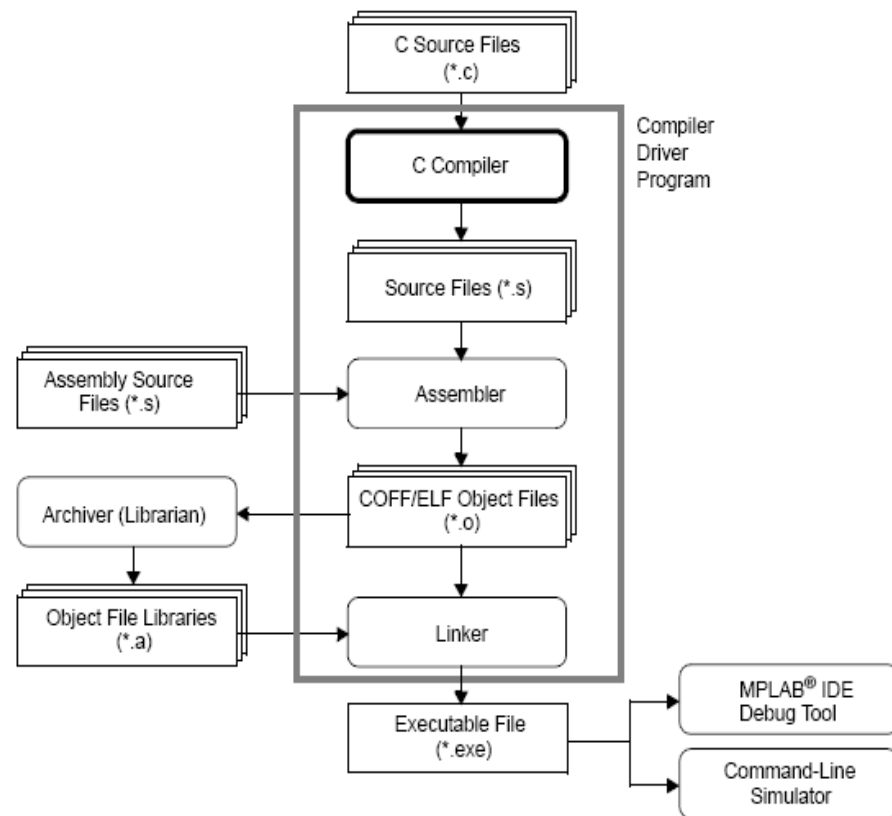 C Source Files
(*.c)
Compiler
Driver
Program
C Compiler
Source Files (*.s)
Assembly Source
Files (*.s)
Assembler
Archiver (Librarian)
COFF/ELF Object Files
(*.o)
Object File Libraries
(*.a)
Linker
Executable File
(*.exe)
MPLAB® IDE
Debug Tool
Command-Line
Simulator